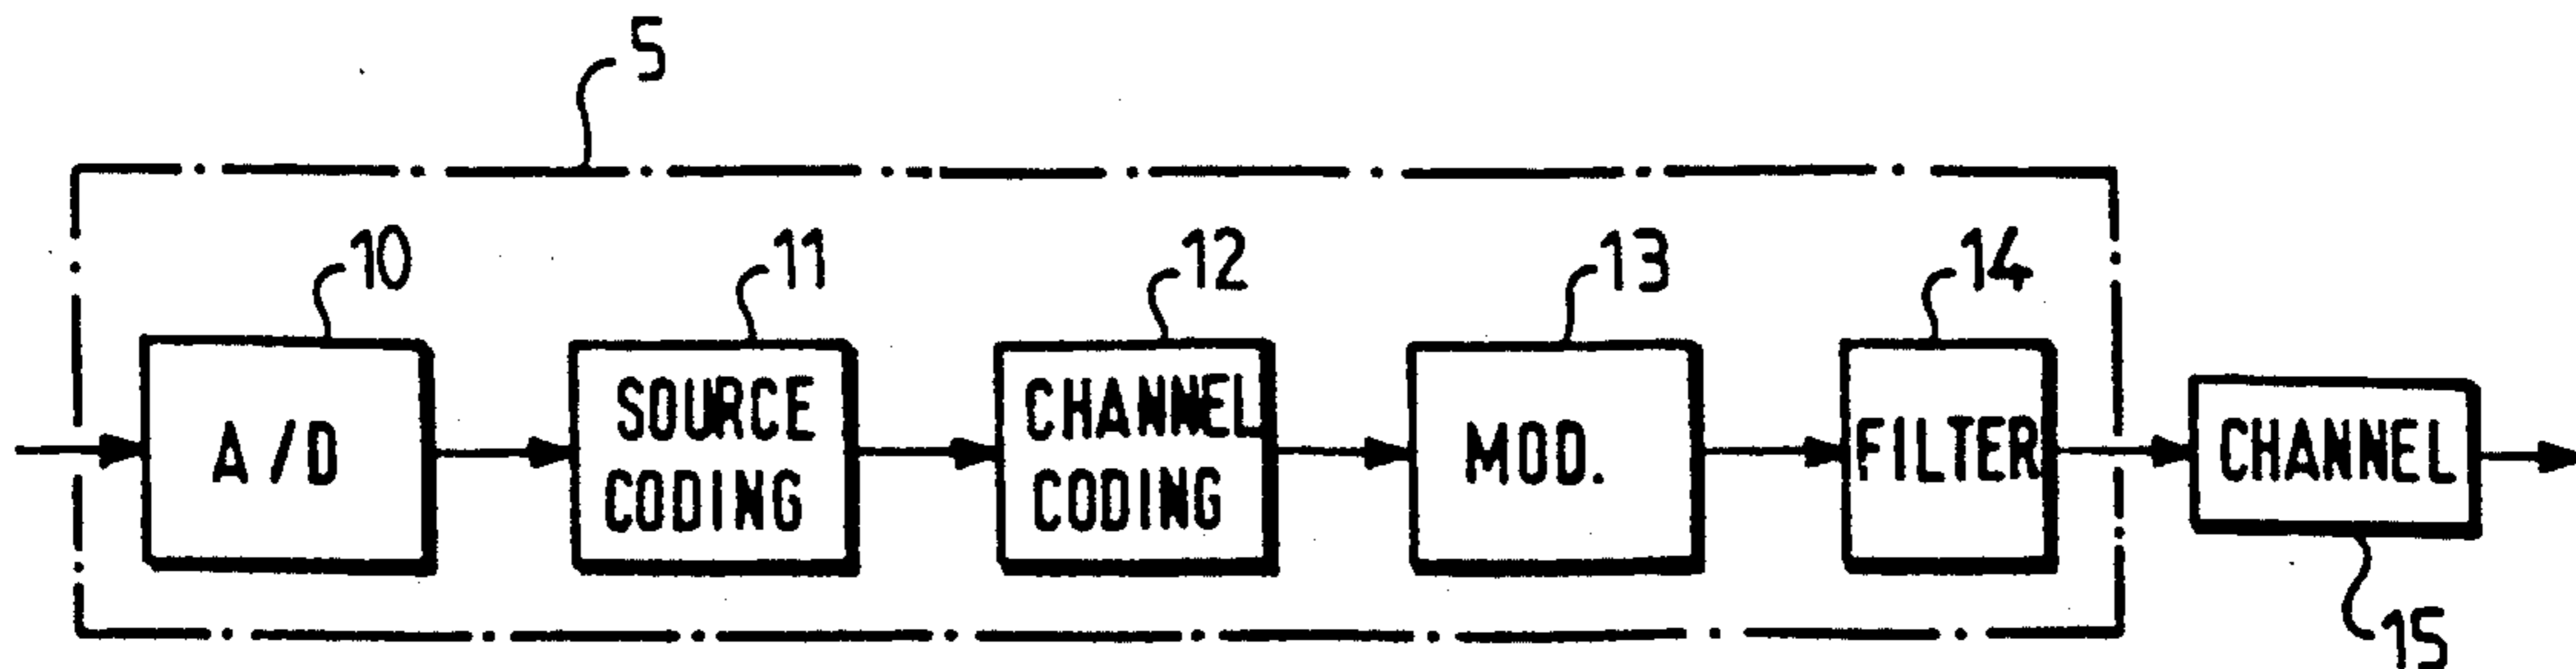 5
10
11
12
13
14
A/D
SOURCE
CODING
CHANNEL
CODING
MOD.
FILTER
CHANNEL
15